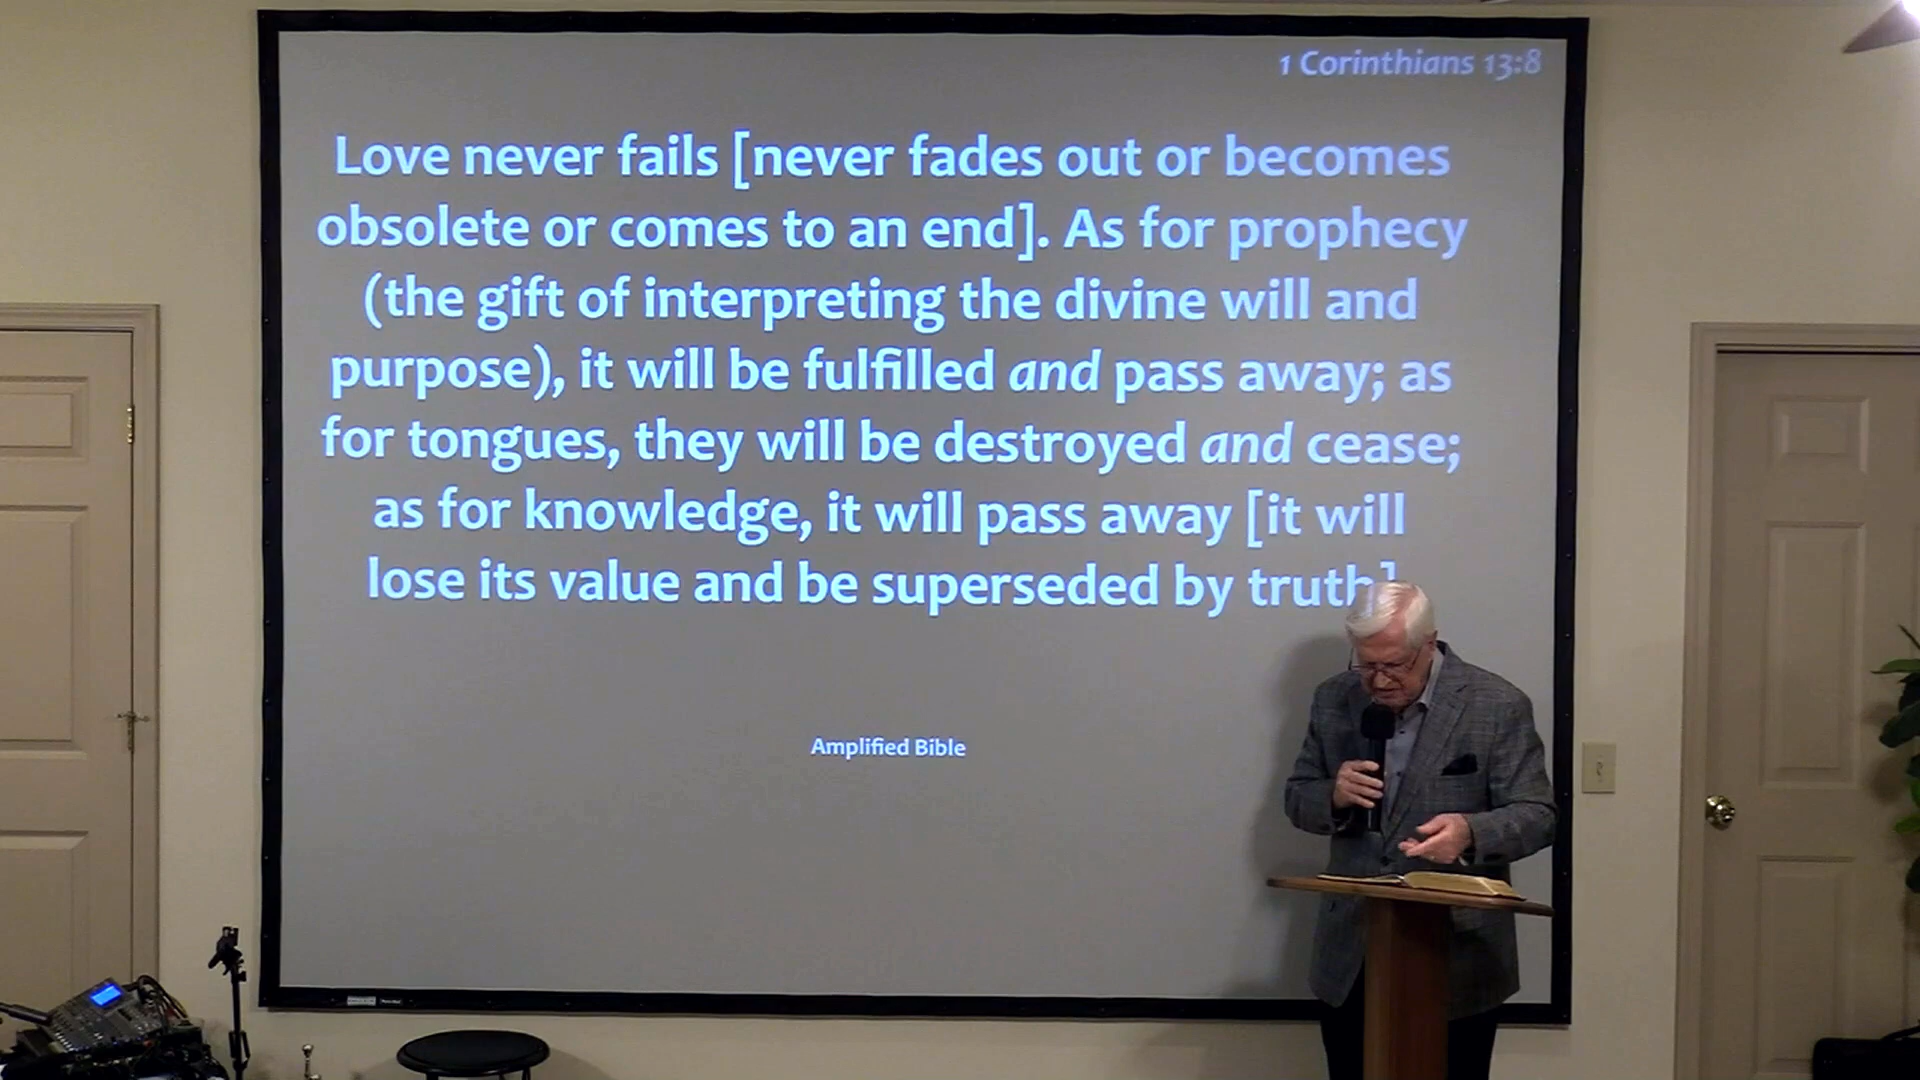 1 Corinthians 13:8
Love never fails [never fades out or becomes
obsolete or comes to an end]. As for prophecy
(the gift of interpreting the divine will and
purpose), it will be fulfilled and pass away; as
for tongues, they will be destroyed and cease;
as for knowledge, it will pass away [it will
lose its value and be superseded by truth]
Amplified Bible